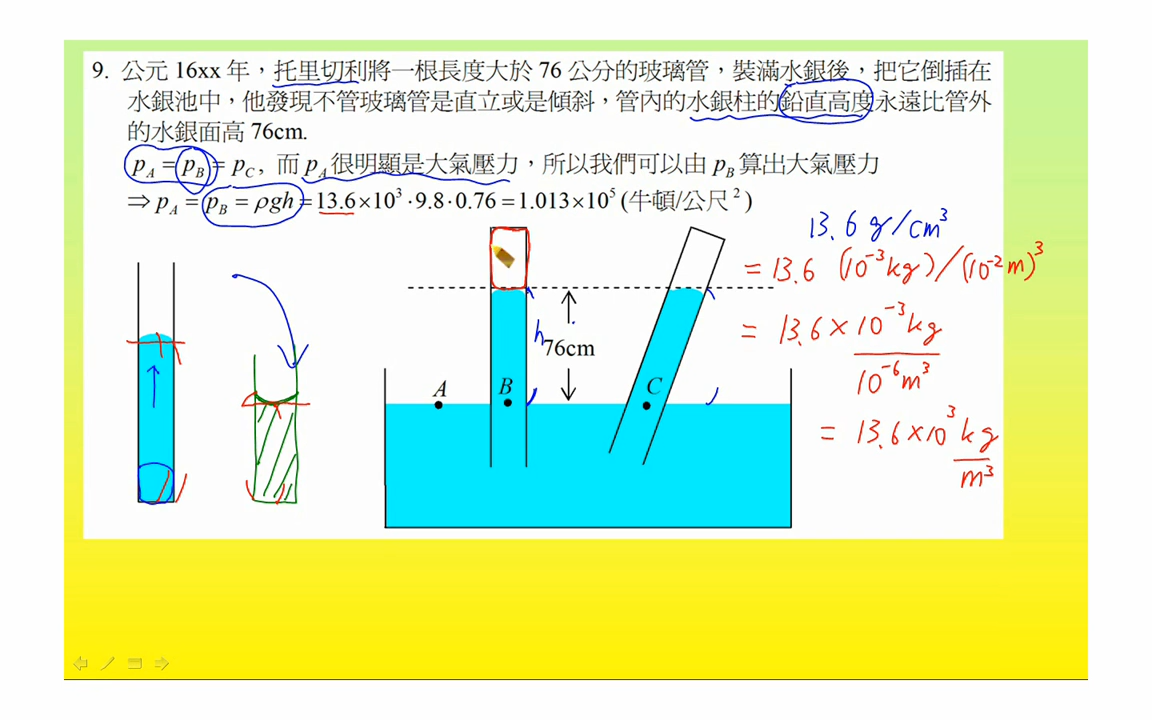 9. 公元 16xx 年，托里切利將一根長度大於 76 公分的玻璃管，裝滿水銀後，把它倒插在
水銀池中，他發現不管玻璃管是直立或是傾斜，管內的水銀柱的鉛直高度永遠比管外
的水銀面高 76cm.
p_A = p_B = p_C, 而 p_A 很明顯是大氣壓力，所以我們可以由 p_B 算出大氣壓力
⇒ p_A = p_B = ρgh = 13.6×10³·9.8·0.76 = 1.013×10⁵ (牛頓/公尺²)
13.6 g/cm³
= 13.6 (10⁻³kg)/(10⁻²m)³
= 13.6×10⁻³kg
10⁻⁶m³
= 13.6×10³ kg
m³
h
76cm
A
B
C